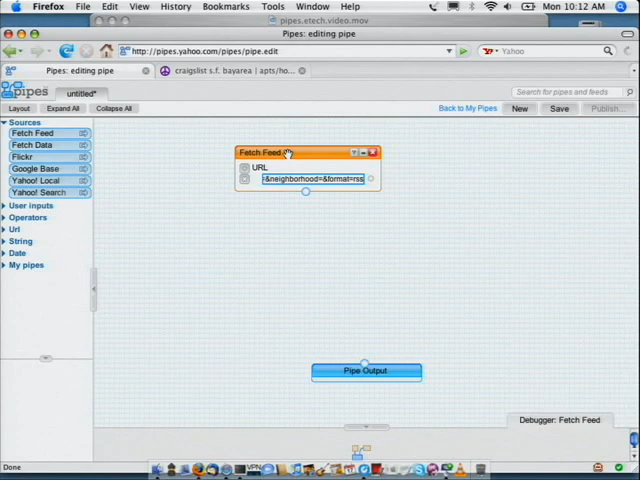 Firefox File Edit View History Bookmarks Tools Window Help Mon 10:12 AM
pipes.etech.video.mov
Pipes: editing pipe
http://pipes.yahoo.com/pipes/pipe.edit
Yahoo
Pipes: editing pipe
craigslist s.f. bayarea | apts/ho...
pipes
untitled*
Search for pipes and feeds
Layout Expand All Collapse All
Back to My Pipes New Save Publish...
Sources
Fetch Feed
Fetch Data
Flickr
Google Base
Yahoo! Local
Yahoo! Search
User inputs
Operators
Url
String
Date
My pipes
Fetch Feed
URL
&neighborhood=&format=rss
Pipe Output
Debugger: Fetch Feed
Done
VPN